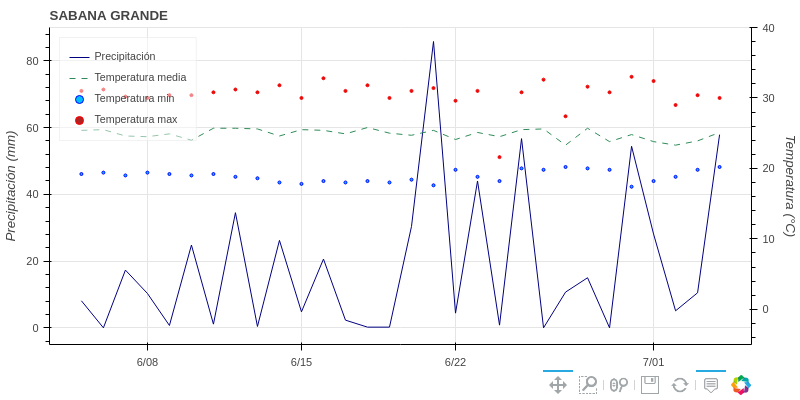 SABANA GRANDE
Precipitación
Temperatura media
Temperatura min
Temperatura max
80
60
40
20
0
40
30
20
10
0
Precipitación (mm)
Temperatura (°C)
6/08
6/15
6/22
7/01